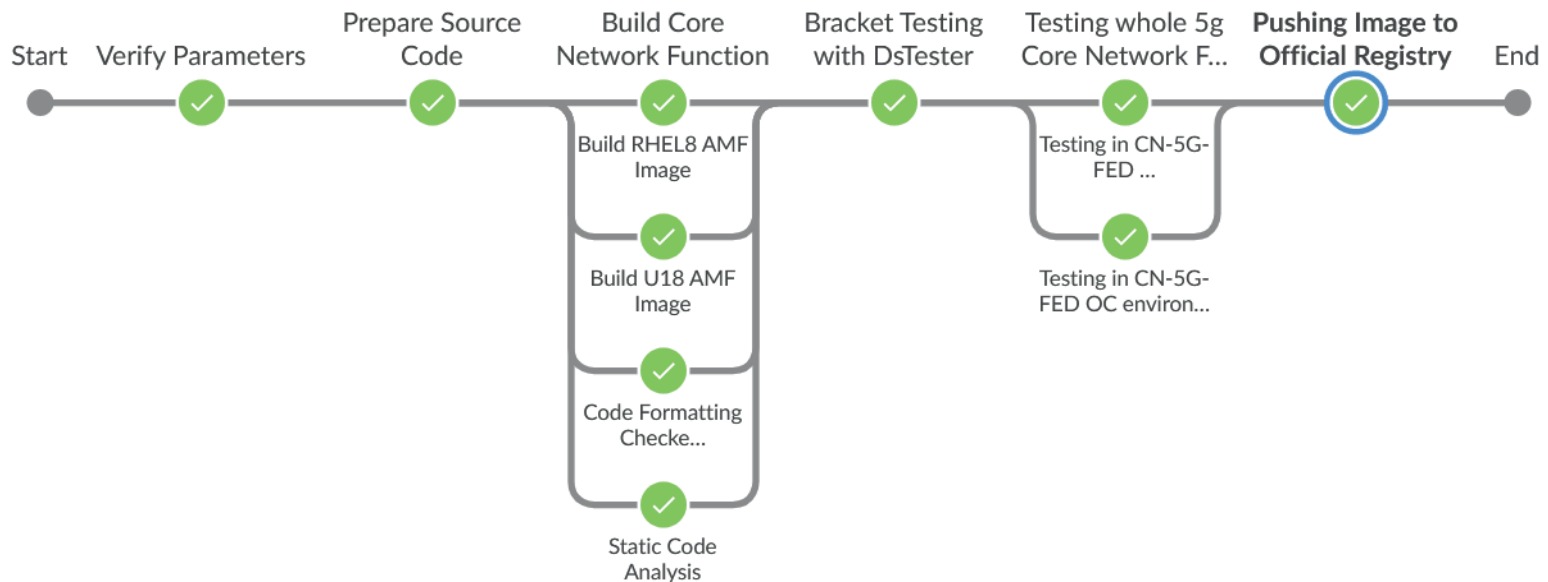 Start
Verify Parameters
Prepare Source
Code
Build Core
Network Function
Bracket Testing
with DsTester
Testing whole 5g
Core Network F...
Pushing Image to
Official Registry
End
Build RHEL8 AMF
Image
Build U18 AMF
Image
Code Formatting
Checke...
Static Code
Analysis
Testing in CN-5G-
FED ...
Testing in CN-5G-
FED OC environ...